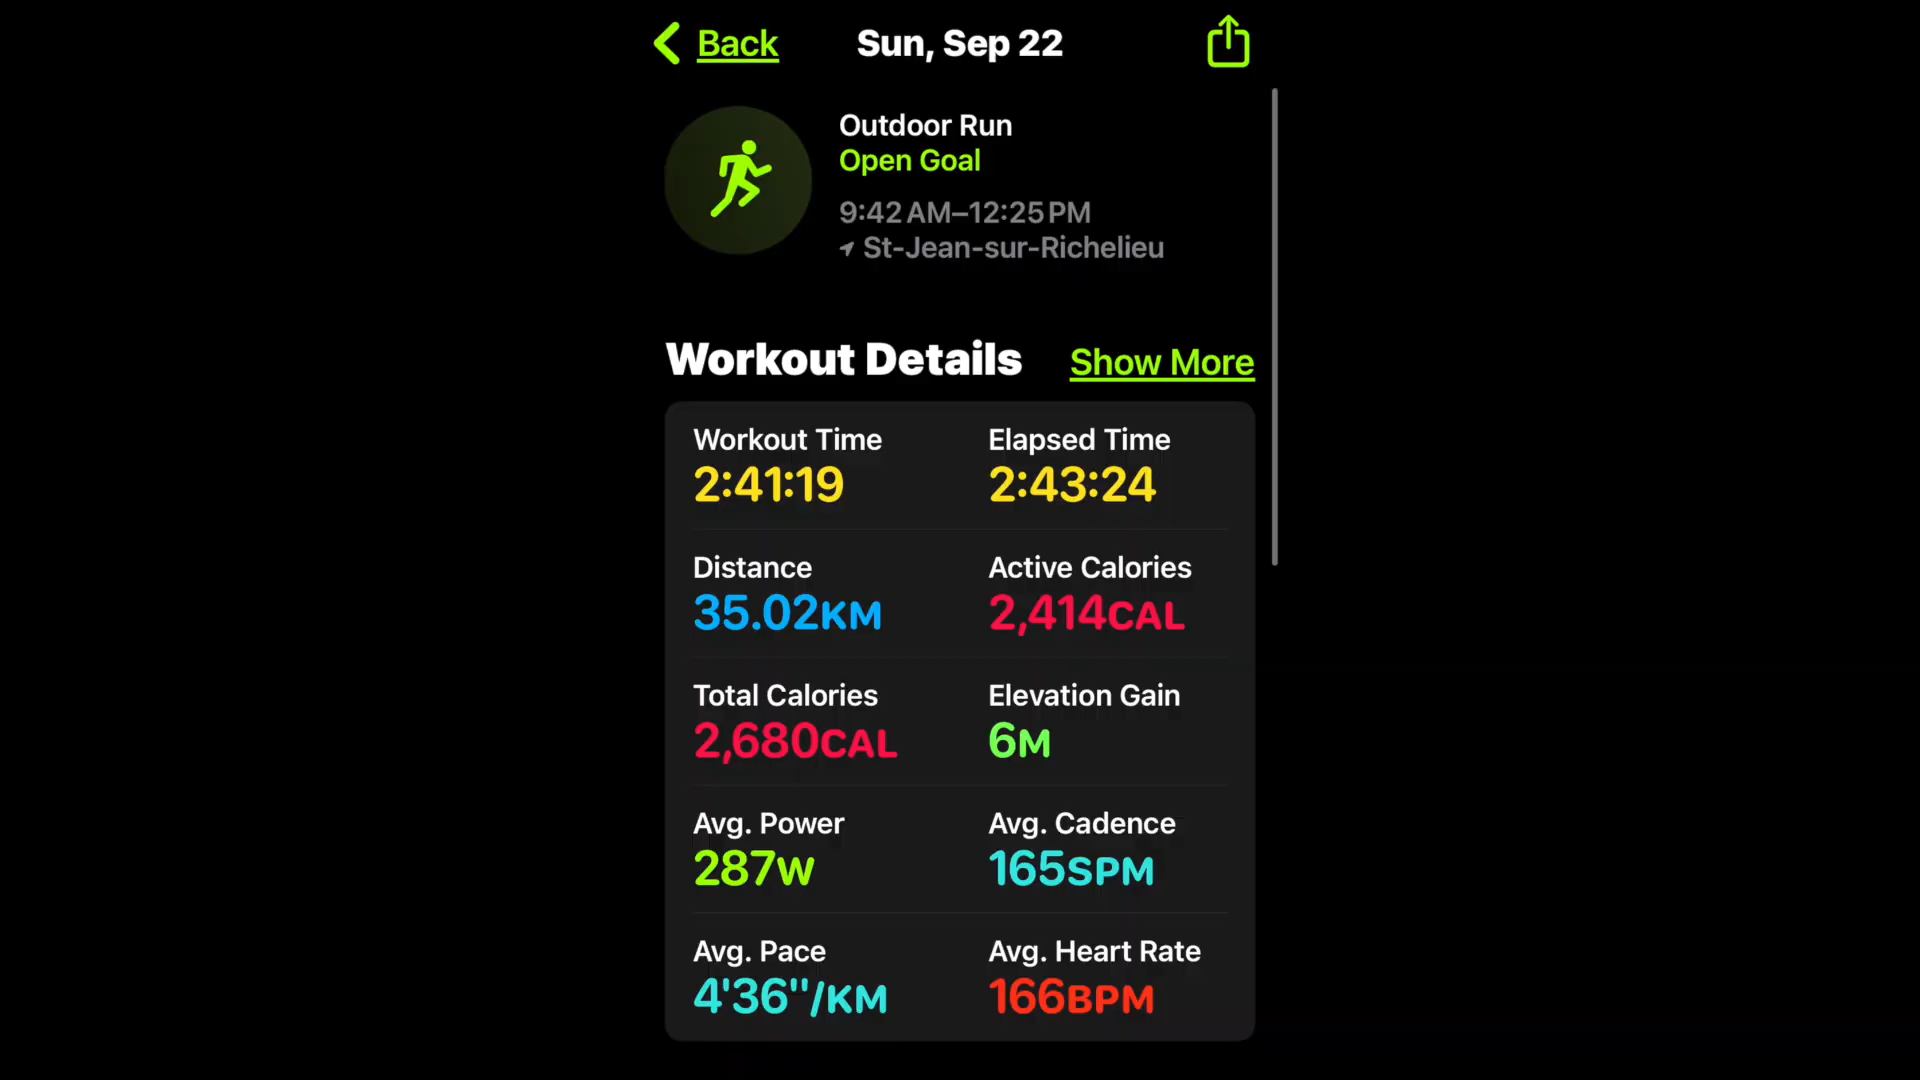 Back
Sun, Sep 22
Outdoor Run
Open Goal
9:42 AM–12:25 PM
St-Jean-sur-Richelieu
Workout Details
Show More
Workout Time
Elapsed Time
2:41:19
2:43:24
Distance
Active Calories
35.02KM
2,414CAL
Total Calories
Elevation Gain
2,680CAL
6M
Avg. Power
Avg. Cadence
287W
165SPM
Avg. Pace
Avg. Heart Rate
4'36"/KM
166BPM